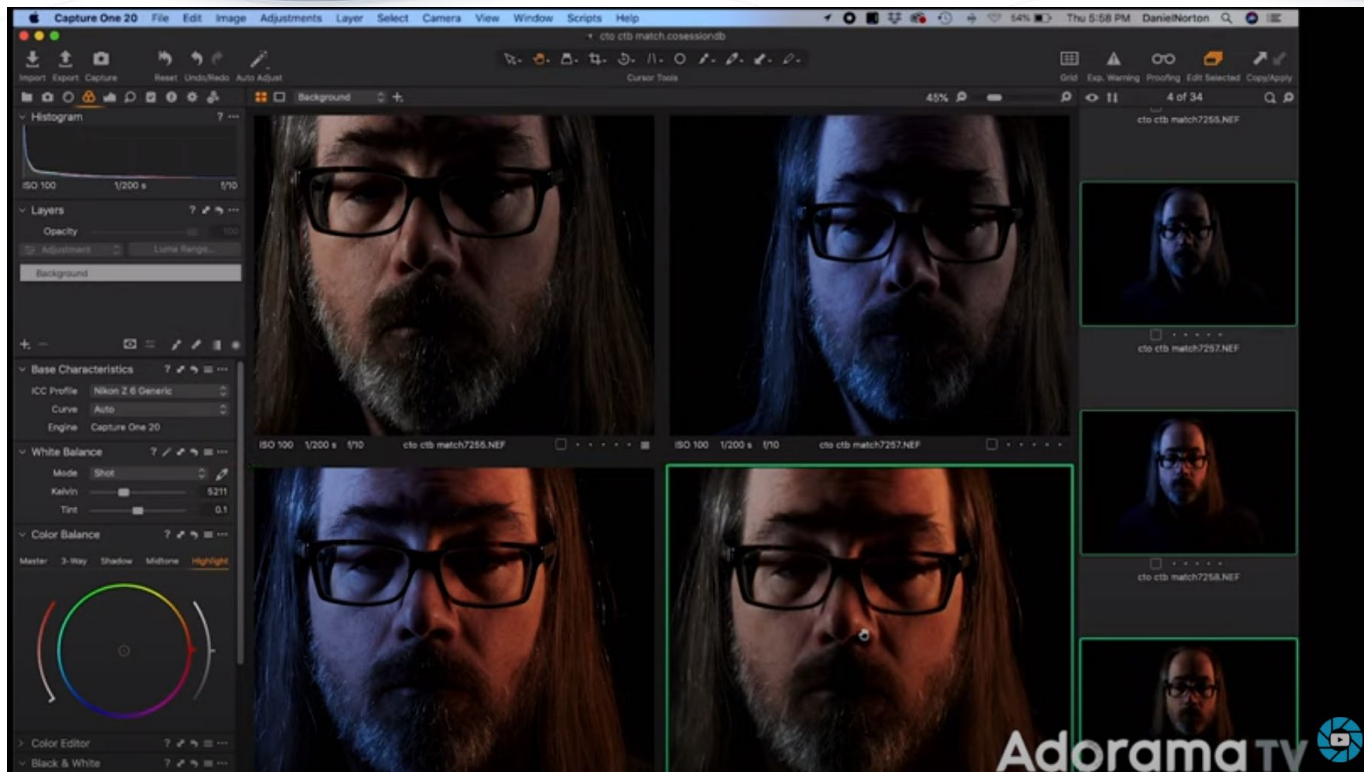 Capture One 20 File Edit Image Adjustments Layer Select Camera View Window Scripts Help 54% Thu 5:58 PM DanielNorton
cto ctb match.cosessiondb
Import Export Capture Reset Undo/Redo Auto Adjust Cursor Tools Grid Exp. Warning Proofing Edit Selected Copy/Apply
Background 45% 4 of 34
Histogram ?
ISO 100 1/200 s f/10
Layers ?
Opacity 100
Adjustment Luma Range...
Background
Base Characteristics ?
ICC Profile Nikon Z 6 Generic
Curve Auto
Engine Capture One 20
White Balance ?
Mode Shot
Kelvin 5211
Tint 0.1
Color Balance ?
Master 3-Way Shadow Midtone Highlight
Color Editor ?
Black & White ?
ISO 100 1/200 s f/10 cto ctb match7255.NEF
ISO 100 1/200 s f/10 cto ctb match7257.NEF
cto ctb match7255.NEF
cto ctb match7257.NEF
cto ctb match7258.NEF
Adorama TV